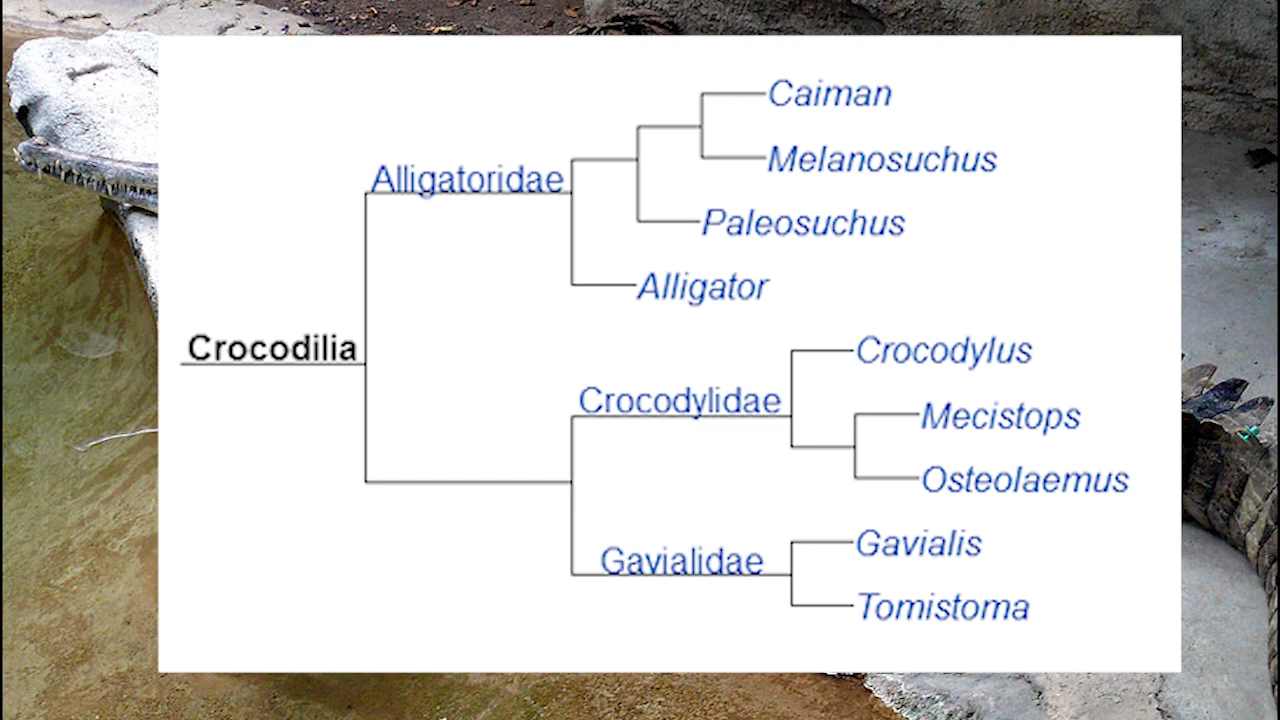 Caiman
Melanosuchus
Alligatoridae
Paleosuchus
Alligator
Crocodilia
Crocodylus
Crocodylidae
Mecistops
Osteolaemus
Gavialis
Gavialidae
Tomistoma